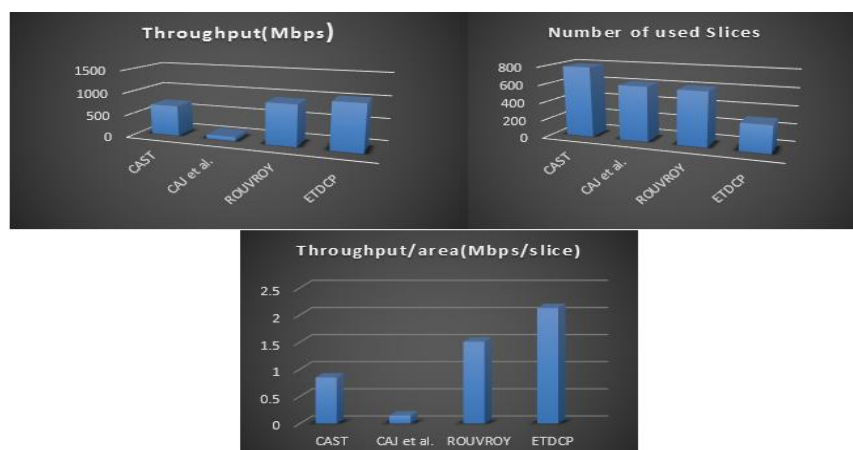 Throughput(Mbps)
1500
1000
500
0
CAST
CAJ et al.
ROUVROY
ETDCP
Number of used Slices
800
600
400
200
0
CAST
CAJ et al.
ROUVROY
ETDCP
Throughput/area(Mbps/slice)
2.5
2
1.5
1
0.5
0
CAST
CAJ et al.
ROUVROY
ETDCP